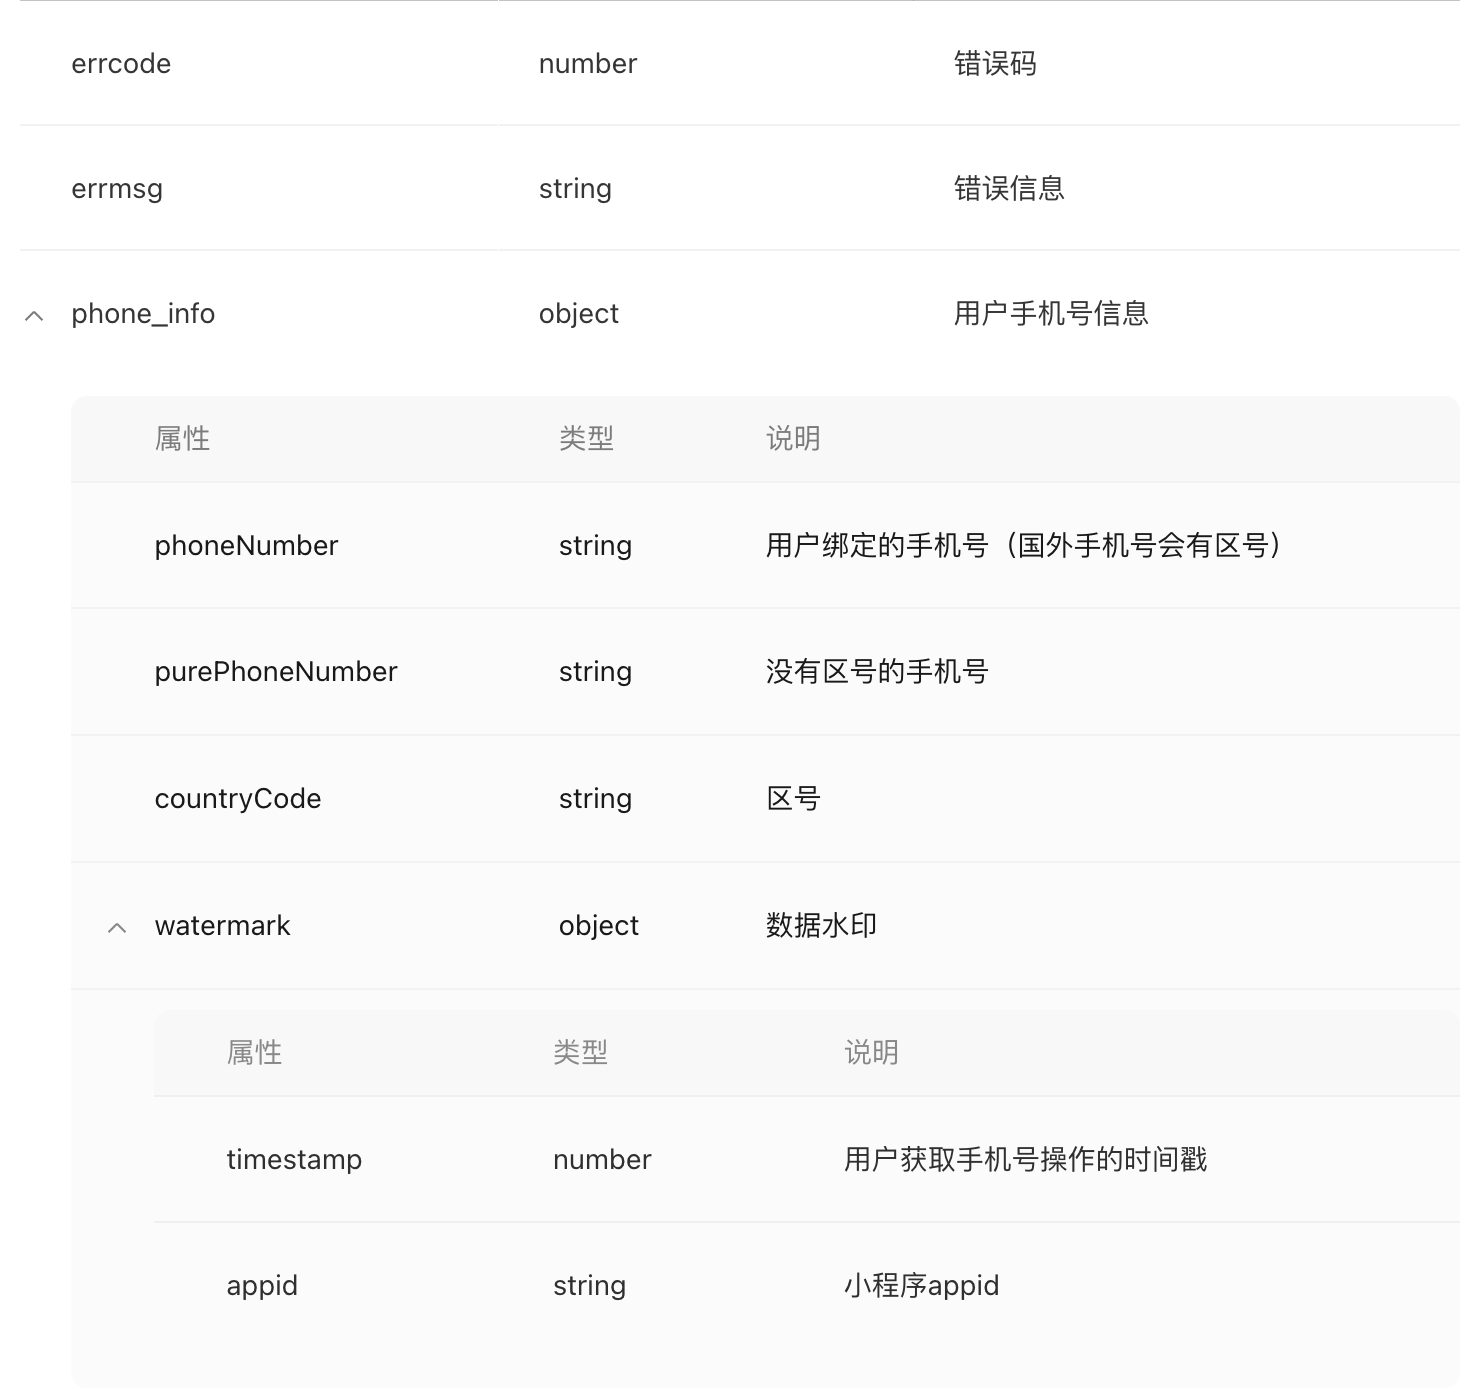 errcode number 错误码
errmsg string 错误信息
phone_info object 用户手机号信息
属性 类型 说明
phoneNumber string 用户绑定的手机号（国外手机号会有区号）
purePhoneNumber string 没有区号的手机号
countryCode string 区号
watermark object 数据水印
属性 类型 说明
timestamp number 用户获取手机号操作的时间戳
appid string 小程序appid